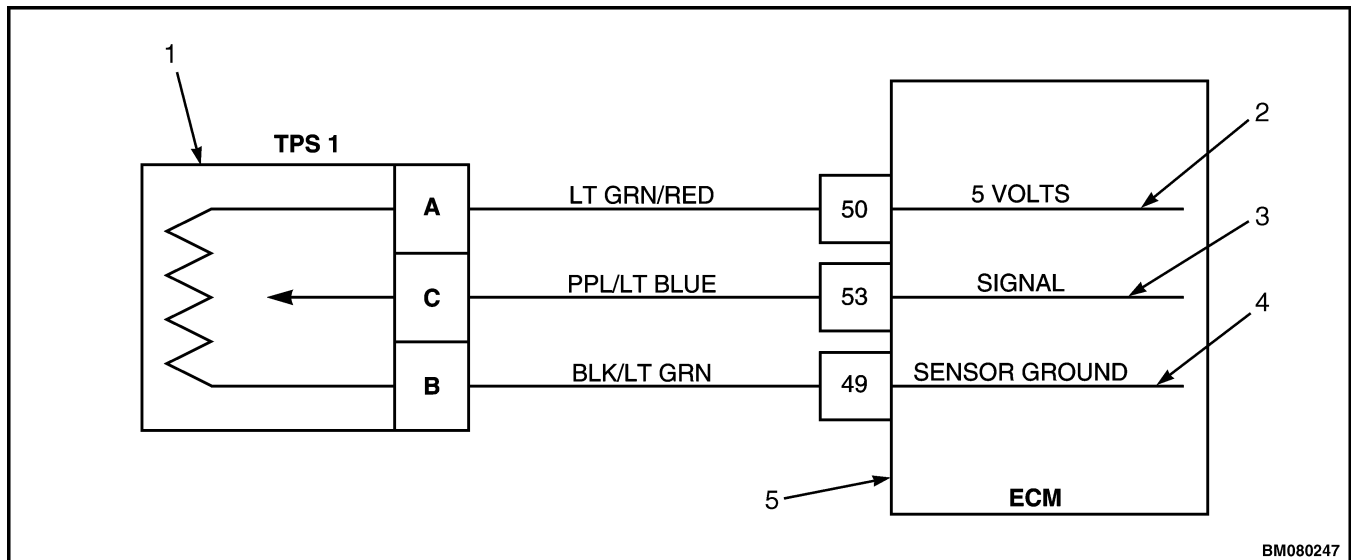 1
TPS 1
2
A
LT GRN/RED
50
5 VOLTS
3
C
PPL/LT BLUE
53
SIGNAL
4
B
BLK/LT GRN
49
SENSOR GROUND
5
ECM
BM080247